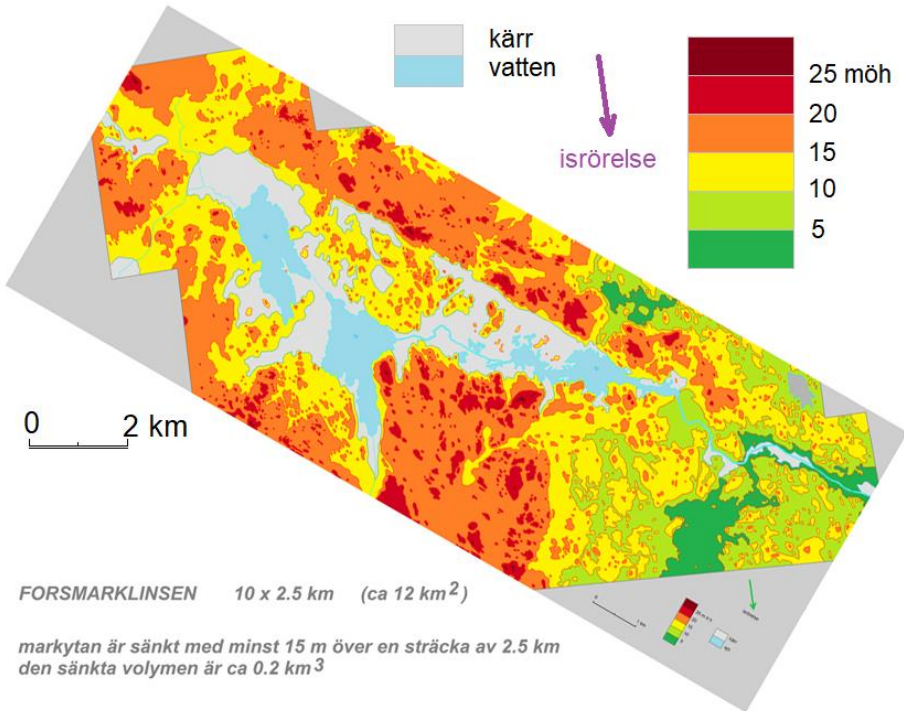 kärr
vatten
isrörelse
25 möh
20
15
10
5
0 2 km
FORSMARKLINSEN 10 x 2.5 km (ca 12 km²)
markytan är sänkt med minst 15 m över en sträcka av 2.5 km
den sänkta volymen är ca 0.2 km³